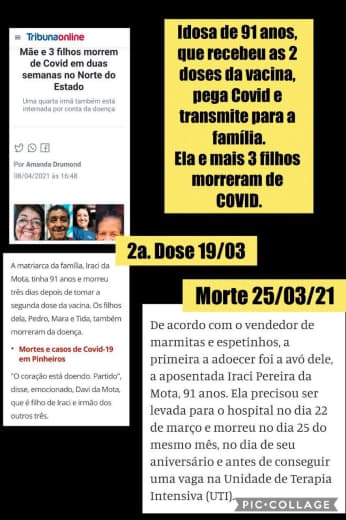 Tribunaonline
Mãe e 3 filhos morrem
de Covid em duas
semanas no Norte do
Estado
Uma quarta irmã também está
internada por conta da doença
Por Amanda Drumond
08/04/2021 às 16:48
Idosa de 91 anos,
que recebeu as 2
doses da vacina,
pega Covid e
transmite para a
família.
Ela e mais 3 filhos
morreram de
COVID.
2a. Dose 19/03
Morte 25/03/21
A matriarca da família, Iraci da
Mota, tinha 91 anos e morreu
três dias depois de tomar a
segunda dose da vacina. Os filhos
dela, Pedro, Mara e Tida, também
morreram da doença.
• Mortes e casos de Covid-19
em Pinheiros
"O coração está doendo. Partido",
disse, emocionado, Davi da Mota,
que é filho de Iraci e irmão dos
outros três.
De acordo com o vendedor de
marmitas e espetinhos, a
primeira a adoecer foi a avó dele,
a aposentada Iraci Pereira da
Mota, 91 anos. Ela precisou ser
levada para o hospital no dia 22
de março e morreu no dia 25 do
mesmo mês, no dia de seu
aniversário e antes de conseguir
uma vaga na Unidade de Terapia
Intensiva (UTI).
PIC•COLLAGE